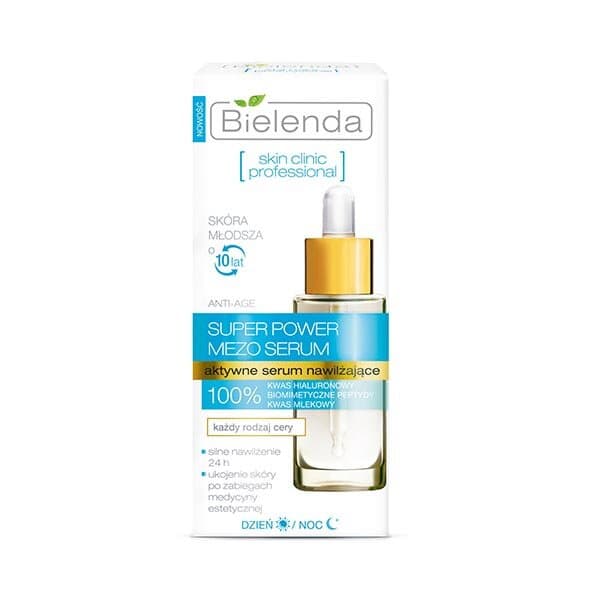 NOWOŚĆ
Bielenda
[ skin clinic
professional ]
SKÓRA
MŁODSZA
o
10 lat
ANTI-AGE
SUPER POWER
MEZO SERUM
aktywne serum nawilżające
100%
KWAS HIALURONOWY
BIOMIMETYCZNE PEPTYDY
KWAS MLEKOWY
każdy rodzaj cery
• silne nawilżenie
24 h
• ukojenie skóry
po zabiegach
medycyny
estetycznej
DZIEŃ / NOC